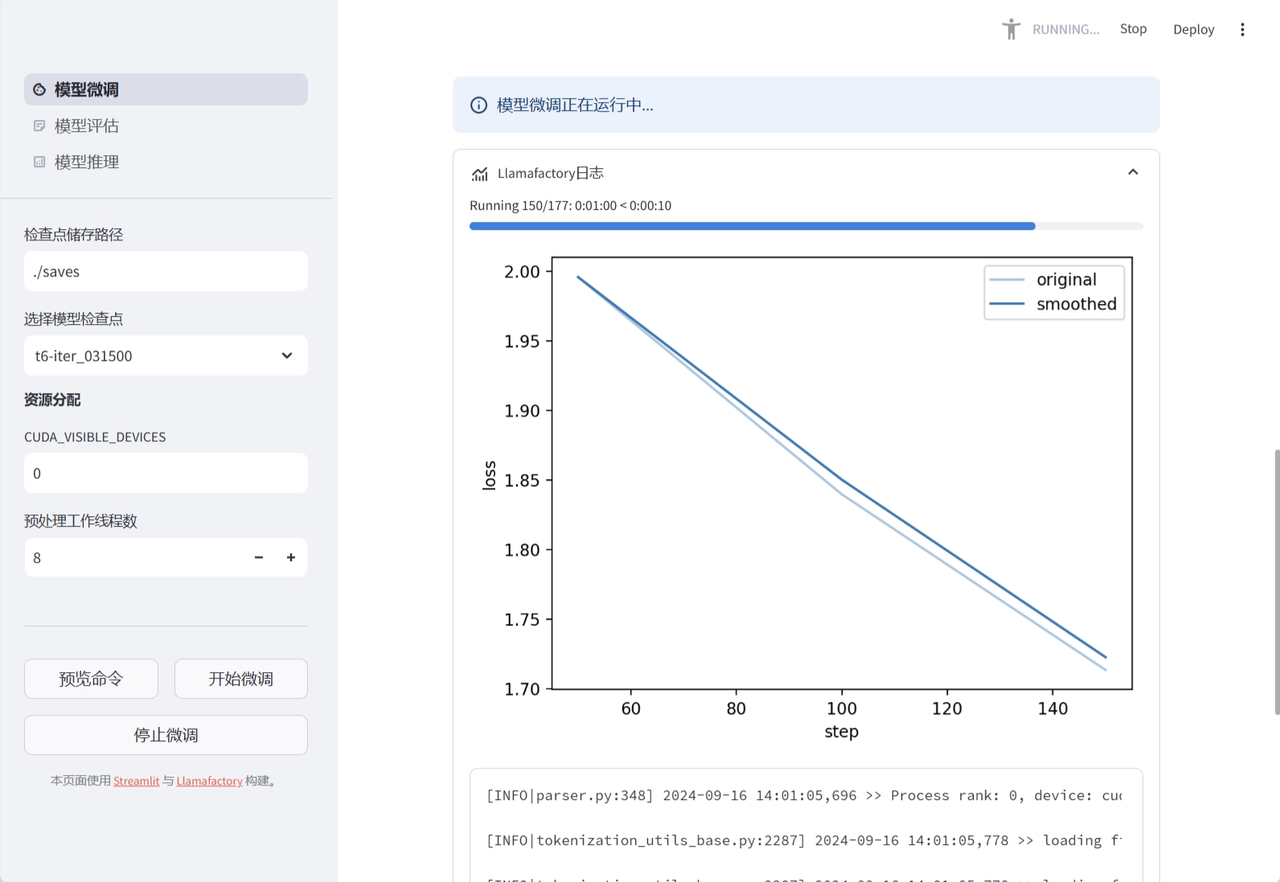 RUNNING...
Stop
Deploy
模型微调
模型评估
模型推理
检查点储存路径
./saves
选择模型检查点
t6-iter_031500
资源分配
CUDA_VISIBLE_DEVICES
0
预处理工作线程数
8
预览命令
开始微调
停止微调
本页面使用 Streamlit 与 Llamafactory 构建。
模型微调正在运行中...
Llamafactory日志
Running 150/177: 0:01:00 < 0:00:10
original
smoothed
2.00
1.95
1.90
1.85
1.80
1.75
1.70
loss
60 80 100 120 140
step
[INFO|parser.py:348] 2024-09-16 14:01:05,696 >> Process rank: 0, device:
[INFO|tokenization_utils_base.py:2287] 2024-09-16 14:01:05,778 >> loading